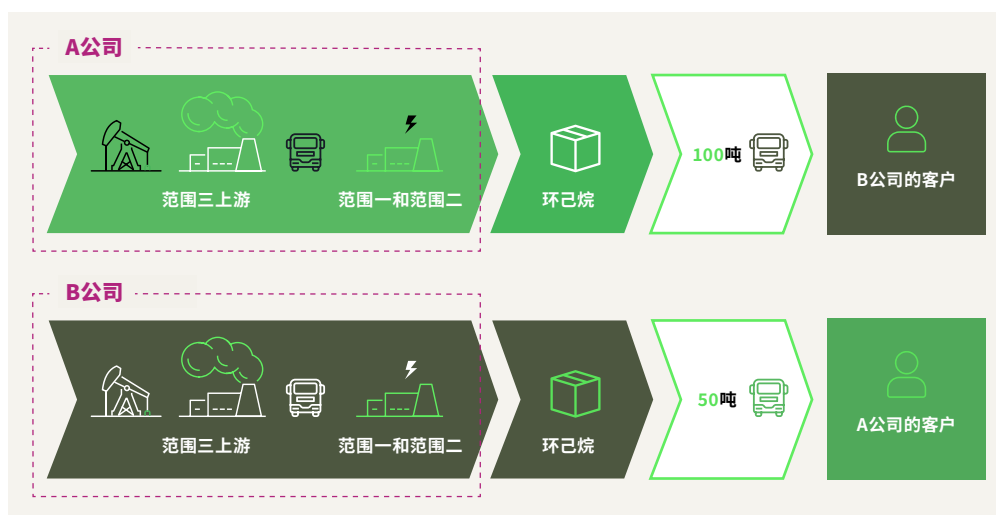 A公司
范围三上游
范围一和范围二
环己烷
100吨
B公司的客户
B公司
范围三上游
范围一和范围二
环己烷
50吨
A公司的客户